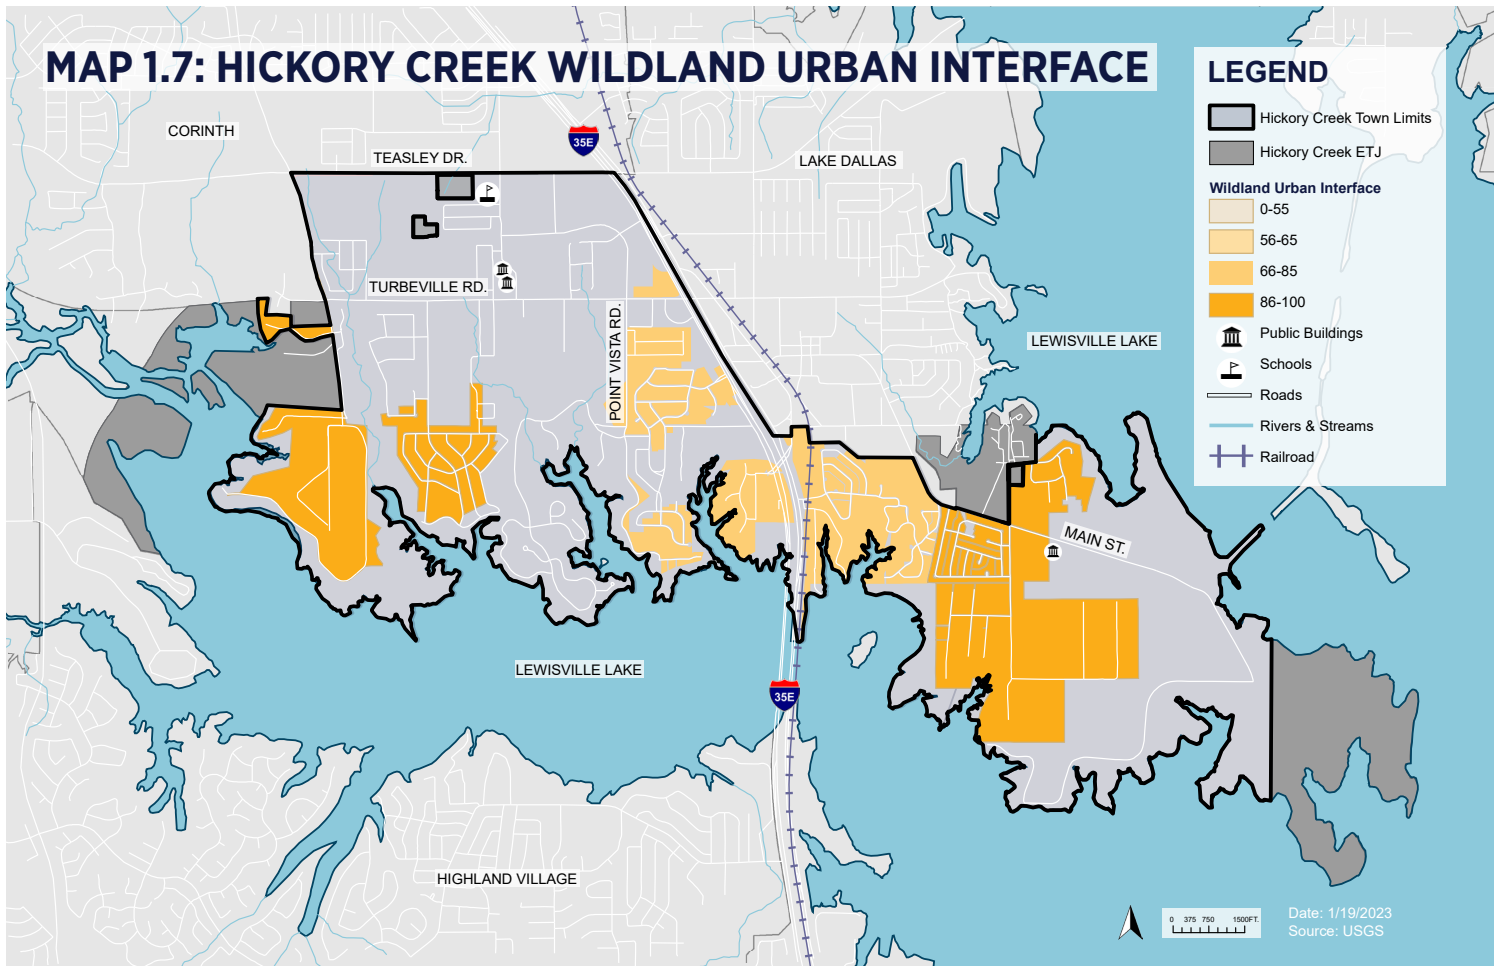 MAP 1.7: HICKORY CREEK WILDLAND URBAN INTERFACE
LEGEND
Hickory Creek Town Limits
Hickory Creek ETJ
Wildland Urban Interface
0-55
56-65
66-85
86-100
Public Buildings
Schools
Roads
Rivers & Streams
Railroad
CORINTH
TEASLEY DR.
35E
LAKE DALLAS
TURBEVILLE RD.
POINT VISTA RD.
LEWISVILLE LAKE
MAIN ST.
LEWISVILLE LAKE
35E
HIGHLAND VILLAGE
0 375 750 1500FT.
Date: 1/19/2023
Source: USGS